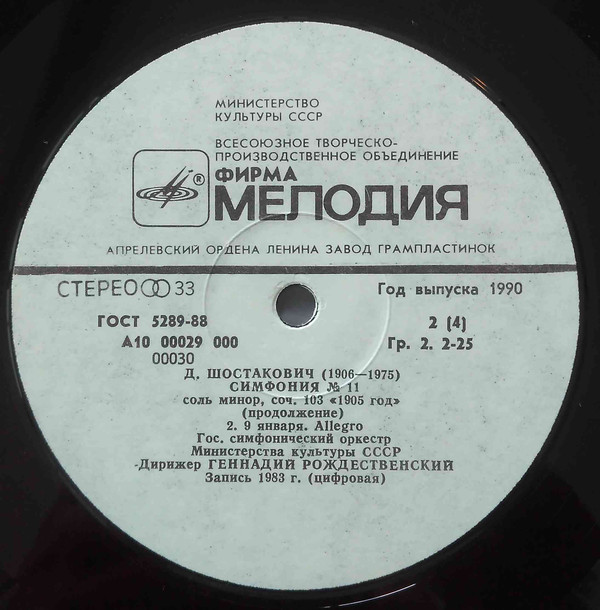 МИНИСТЕРСТВО
КУЛЬТУРЫ СССР
ВСЕСОЮЗНОЕ ТВОРЧЕСКО-
ПРОИЗВОДСТВЕННОЕ ОБЪЕДИНЕНИЕ
ФИРМА
® МЕЛОДИЯ
АПРЕЛЕВСКИЙ ОРДЕНА ЛЕНИНА ЗАВОД ГРАМПЛАСТИНОК
СТЕРЕО 33 Год выпуска 1990
ГОСТ 5289-88 2 (4)
А10 00029 000 Гр. 2. 2-25
00030
Д. ШОСТАКОВИЧ (1906—1975)
СИМФОНИЯ № 11
соль минор, соч. 103 «1905 год»
(продолжение)
2. 9 января. Allegro
Гос. симфонический оркестр
Министерства культуры СССР
-Дирижер ГЕННАДИЙ РОЖДЕСТВЕНСКИЙ
Запись 1983 г. (цифровая)